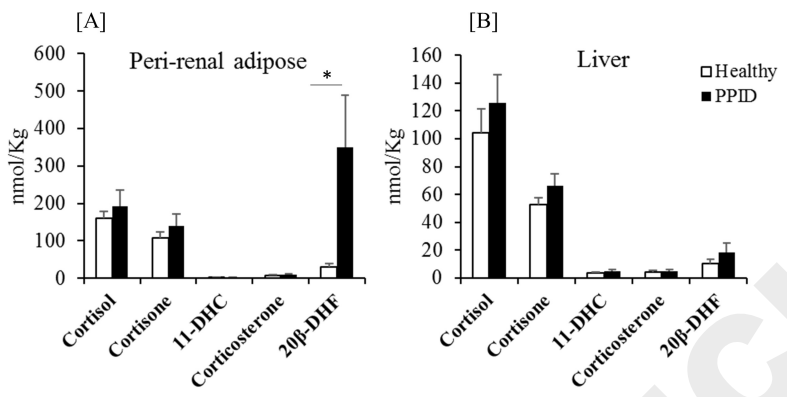 [A]
Peri-renal adipose
nmol/Kg
600
500
400
300
200
100
0
*
Cortisol
Cortisone
11-DHC
Corticosterone
20β-DHF
[B]
Liver
nmol/Kg
160
140
120
100
80
60
40
20
0
Healthy
PPID
Cortisol
Cortisone
11-DHC
Corticosterone
20β-DHF